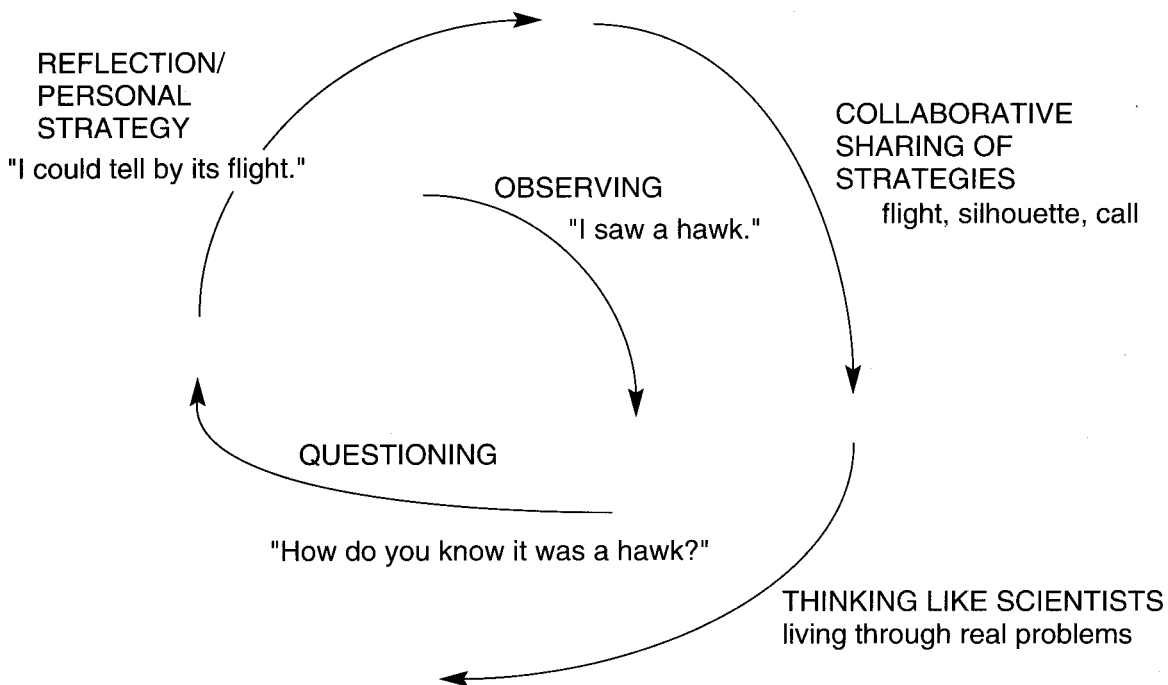 REFLECTION/
PERSONAL
STRATEGY
"I could tell by its flight."
OBSERVING
"I saw a hawk."
COLLABORATIVE
SHARING OF
STRATEGIES
flight, silhouette, call
QUESTIONING
"How do you know it was a hawk?"
THINKING LIKE SCIENTISTS
living through real problems